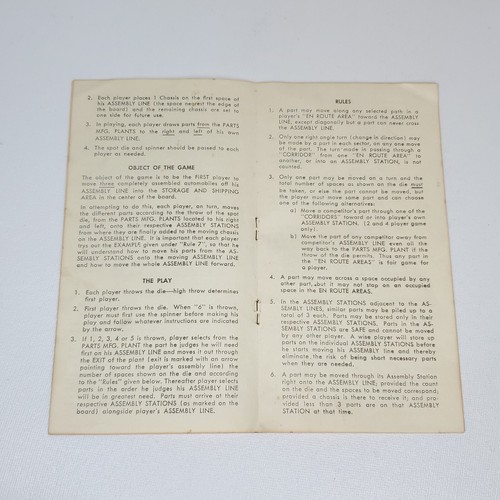 2. Each player places 1 Chassis on the first space of
his ASSEMBLY LINE (the space nearest the edge of
the board) and the remaining chassis are set to
one side for future use.
3. In playing, each player draws parts from the PARTS
MFG. PLANTS to the right and left of his own
ASSEMBLY LINE.
4. The spot die and spinner should be passed to each
player as needed.
OBJECT OF THE GAME
The object of the game is to be the FIRST player to
move three completely assembled automobiles off his
ASSEMBLY LINE into the STORAGE AND SHIPPING
AREA in the center of the board.
In attempting to do this, each player, on turn, moves
the different parts according to the throw of the spot
die, from the PARTS MFG. PLANTS located to his right
and left, onto their respective ASSEMBLY STATIONS
from where they are finally added to the moving chassis
on the ASSEMBLY LINE. It is important that each player
trys out the EXAMPLE given under "Rule 7", so that he
will understand how to move his parts from the AS-
SEMBLY STATIONS onto the moving ASSEMBLY LINE
and how to move the whole ASSEMBLY LINE forward.
THE PLAY
1. Each player throws the die—high throw determines
first player.
2. First player throws the die. When "6" is thrown,
player must use the spinner before making his
play and follow whatever instructions are indicated
by the arrow.
3. If 1, 2, 3, 4 or 5 is thrown, player selects from the
PARTS MFG. PLANT the part he judges he will need
first on his ASSEMBLY LINE and moves it out through
the EXIT of the plant (exit is marked with an arrow
pointing toward the player's assembly line) the
number of spaces shown on the die and according
to the "Rules" given below. Thereafter player selects
parts in the order he judges his ASSEMBLY LINE
will be in greatest need. Parts must arrive at their
respective ASSEMBLY STATIONS (as marked on the
board) alongside player's ASSEMBLY LINE.
RULES
1. A part may move along any selected path in a
player's "EN ROUTE AREA" toward the ASSEMBLY
LINE, except diagonally but a part can never cross
the ASSEMBLY LINE.
2. Only one right angle turn (change in direction) may
be made by a part in each sector, on any one move
of the part. The turn made in passing through a
"CORRIDOR" from one "EN ROUTE AREA" to
another, or into an ASSEMBLY STATION, is not
counted.
3. Only one part may be moved on a turn and the
total number of spaces as shown on the die must
be taken, or else the part cannot be moved, but
the player must move some part and can choose
one of the following alternatives:
a) Move a competitor's part through one of the
"CORRIDORS" toward or into player's own
ASSEMBLY STATION. (2 and 4 player game
only).
b) Move the part of any competitor away from
competitor's ASSEMBLY LINE even all the
way back to the PARTS MFG. PLANT if the
throw of the die permits. Thus any part in
the "EN ROUTE AREAS" is fair game for a
player.
4. A part may move across a space occupied by any
other part, but it may not stop on an occupied
space in the EN ROUTE AREAS.
5. In the ASSEMBLY STATIONS adjacent to the AS-
SEMBLY LINES, similar parts may be piled up to a
total of 3 each. Parts may be stored only in their
respective ASSEMBLY STATIONS. Parts in the AS-
SEMBLY STATIONS are SAFE and cannot be moved
by any other player. A wise player will store up
parts on the individual ASSEMBLY STATIONS before
he starts moving his ASSEMBLY line and thereby
eliminate the risk of being short necessary parts
when they are needed.
6. A part may be moved through its Assembly Station
right onto the ASSEMBLY LINE; provided the count
on the die and the spaces to be moved correspond;
provided a chassis is there to receive it; and pro-
vided less than 3 parts are on that ASSEMBLY
STATION at that time.